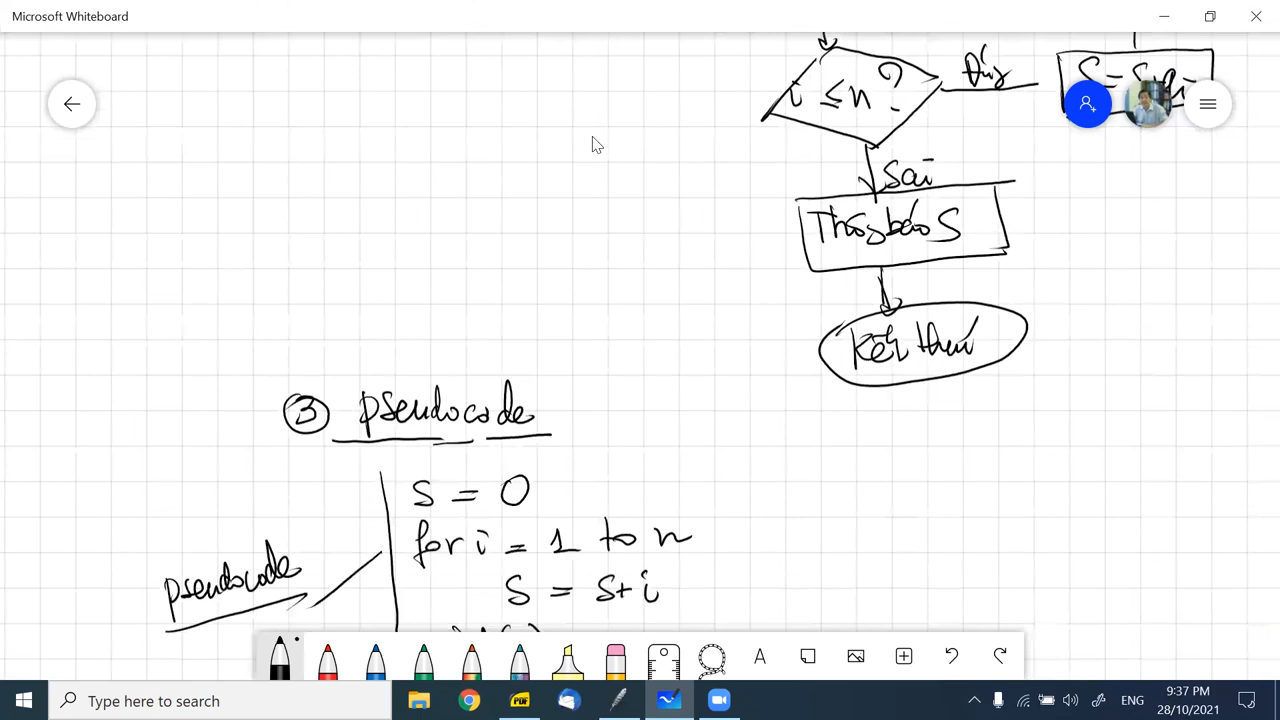 Microsoft Whiteboard
i ≤ n ?
Đúng
Sai
Thông báo S
Kết thúc
③ pseudocode
S = 0
for i = 1 to n
S = S + i
pseudocode
A
Type here to search
PDF
ENG
9:37 PM
28/10/2021